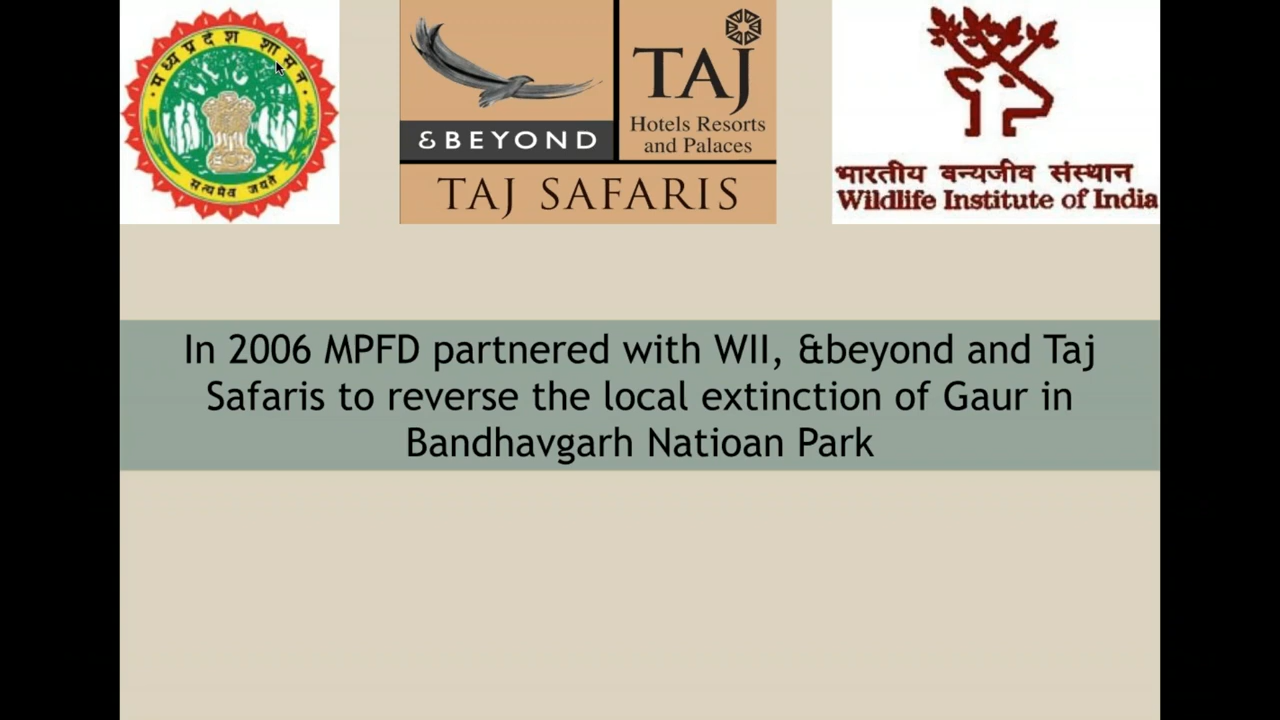 मध्य प्रदेश शासन
सत्यमेव जयते
&BEYOND
TAJ
Hotels Resorts
and Palaces
TAJ SAFARIS
भारतीय वन्यजीव संस्थान
Wildlife Institute of India
In 2006 MPFD partnered with WII, &beyond and Taj
Safaris to reverse the local extinction of Gaur in
Bandhavgarh Natioan Park